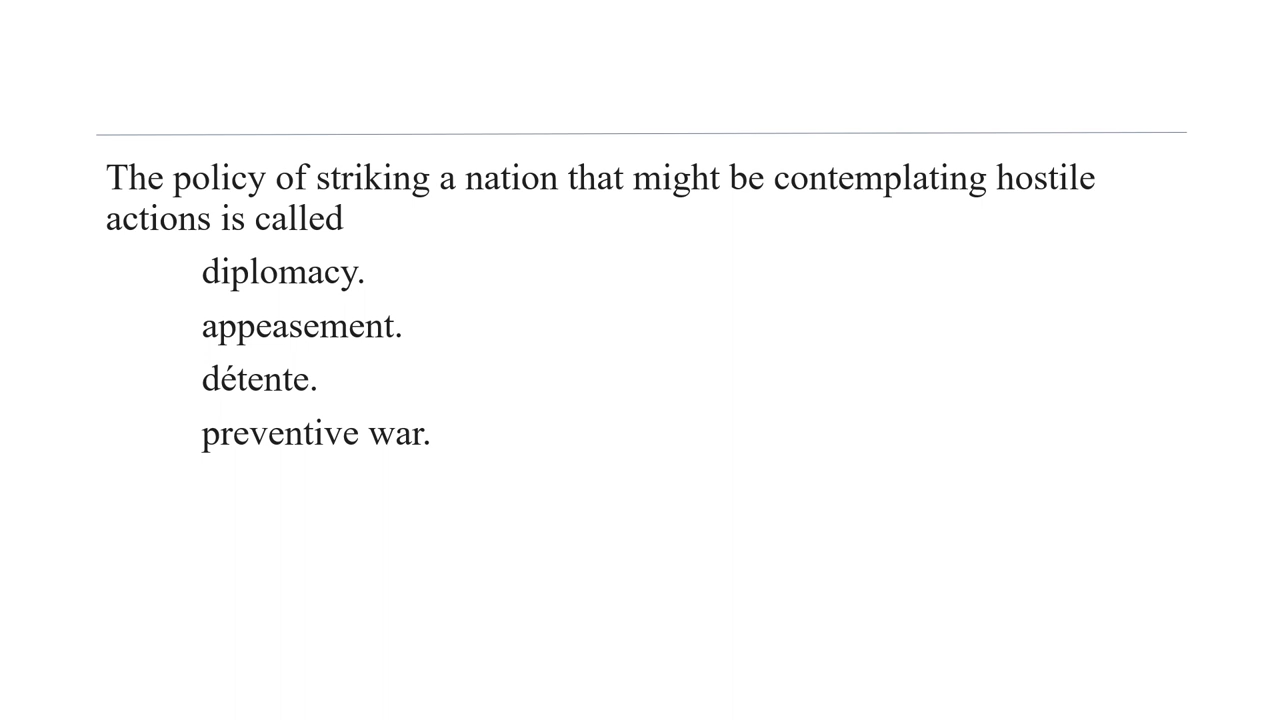 The policy of striking a nation that might be contemplating hostile
actions is called
diplomacy.
appeasement.
détente.
preventive war.